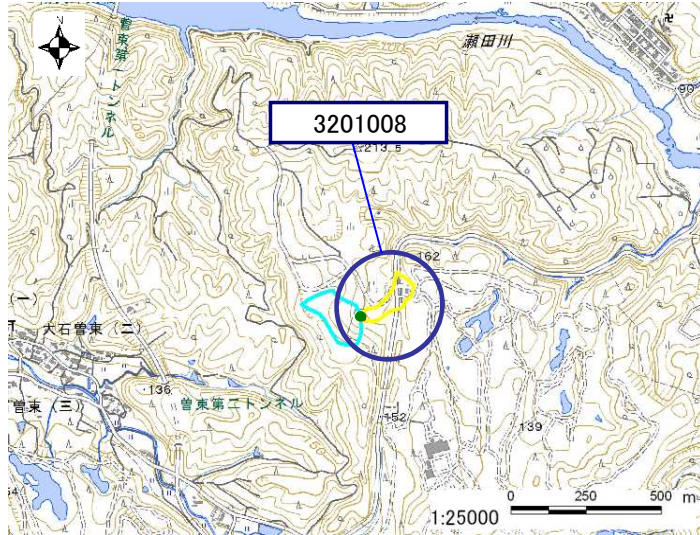 N
瀬田川
90
曽東第一トンネル
3201008
213.5
162
(一)
大石曽東(二)
136
曽東第二トンネル
曽東(三)
152
139
0 250 500 m
1:25000